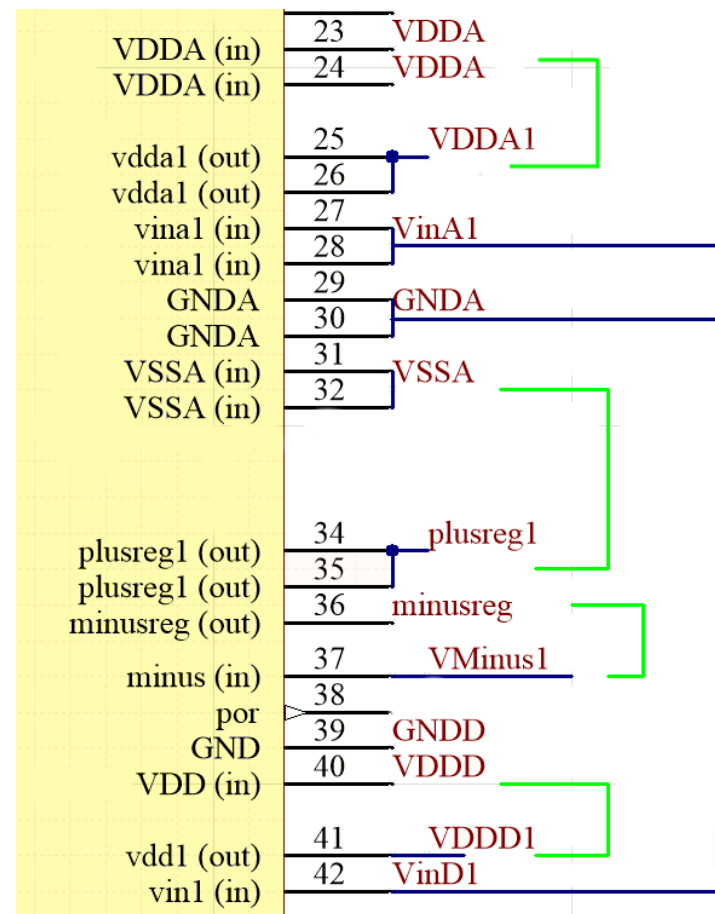 23 VDDA
VDDA (in)
24 VDDA
VDDA (in)
25 VDDA1
vdda1 (out)
26
vdda1 (out)
27 VinA1
vina1 (in)
28
vina1 (in)
29 GNDA
GNDA
30
GNDA
31 VSSA
VSSA (in)
32
VSSA (in)
34 plusreg1
plusreg1 (out)
35
plusreg1 (out)
36 minusreg
minusreg (out)
37 VMinus1
minus (in)
38
por
39 GNDD
GND
40 VDDD
VDD (in)
41 VDDD1
vdd1 (out)
42 VinD1
vin1 (in)